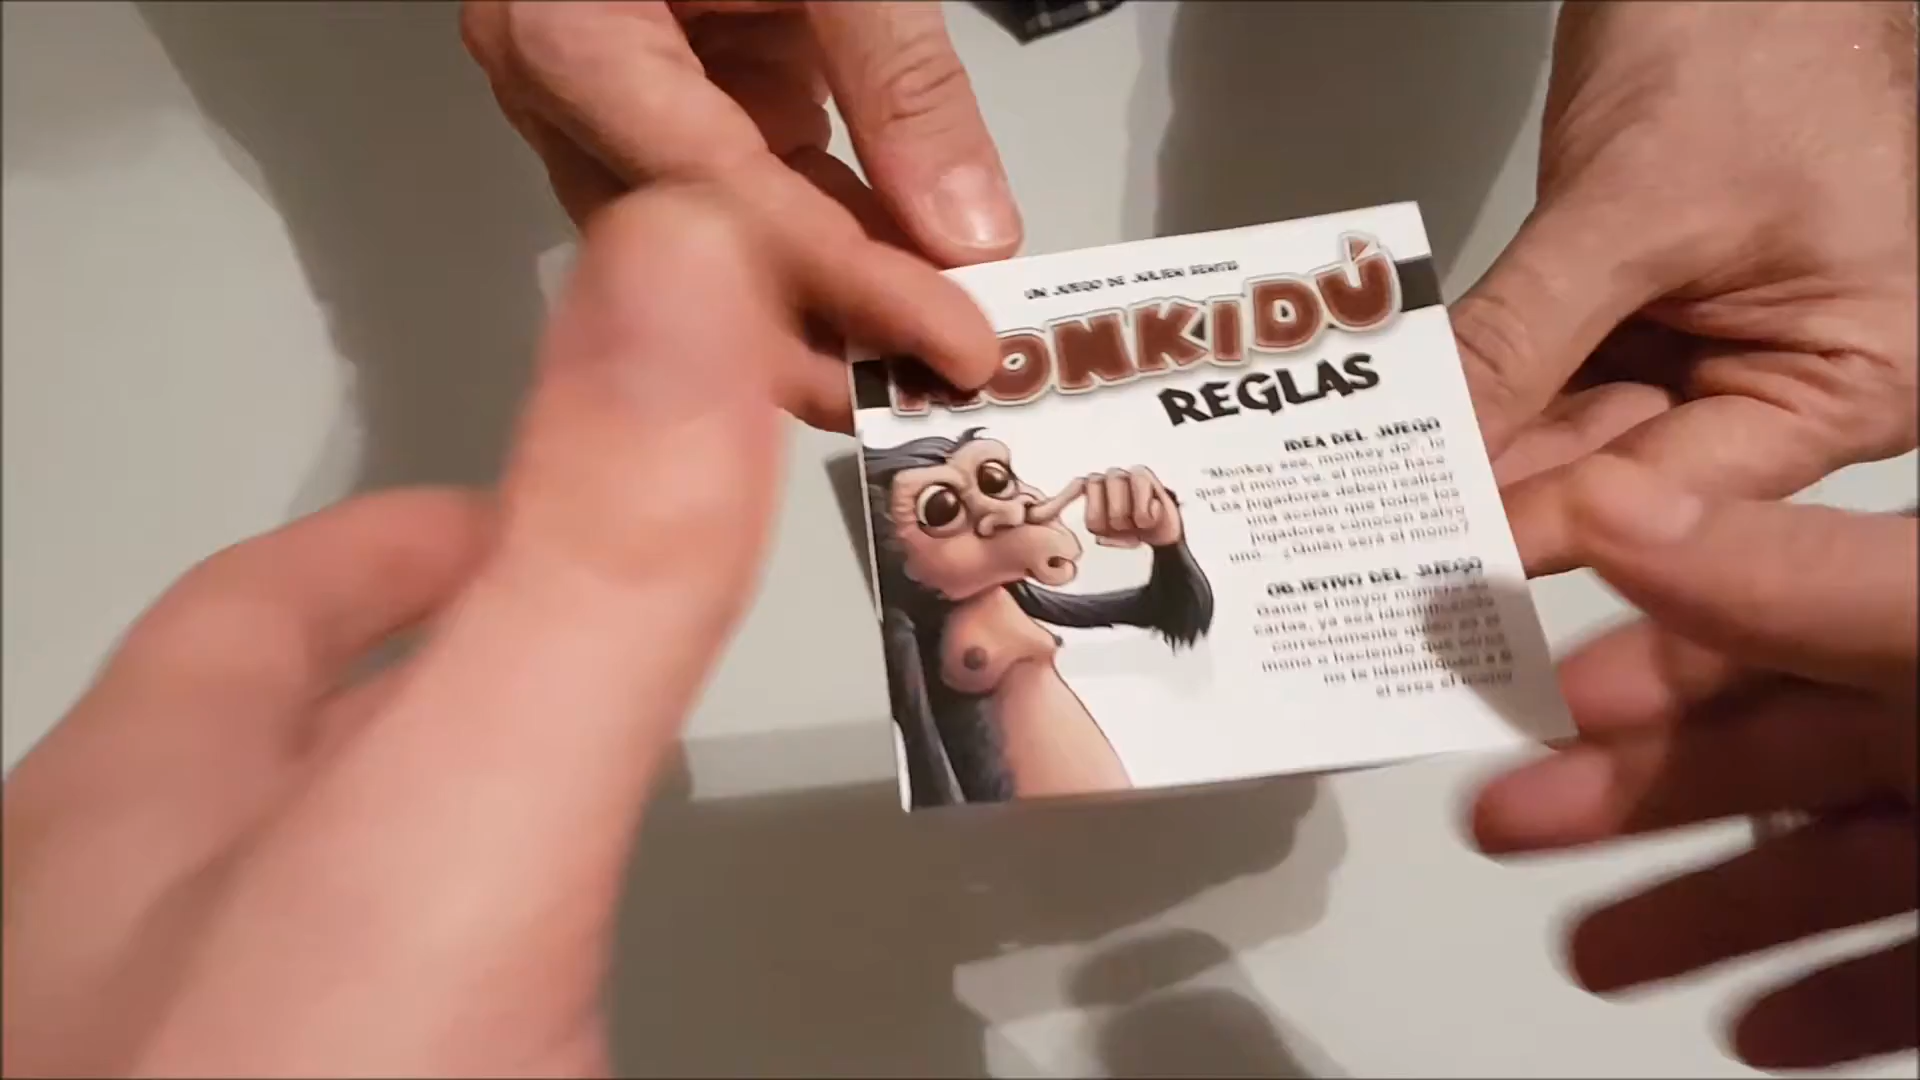 UN JUEGO DE JULIEN
ONKIDÚ
REGLAS
IDEA DEL JUEGO
"Monkey see, monkey do", lo
que el mono ve, el mono hace
Los jugadores deben realizar
una acción que todos los
jugadores conocen salvo
uno... ¿Quién será el mono?
OBJETIVO DEL JUEGO
Ganar el mayor número de
cartas, ya sea identificando
correctamente quién es el
mono o haciendo que otros
no te identifiquen a ti
si eres el mono